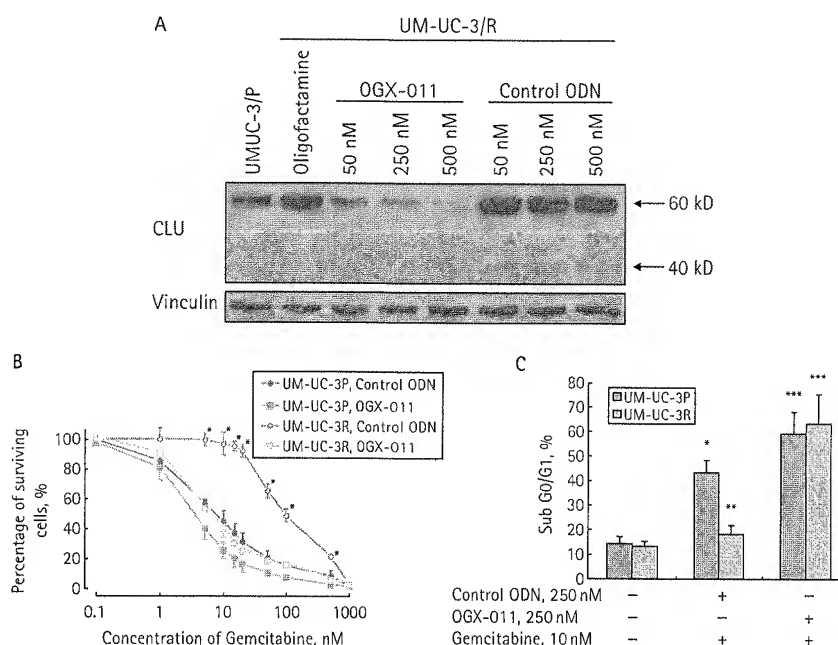 A
UM-UC-3/R
OGX-011
Control ODN
UMUC-3/P
Oligofactamine
50 nM
250 nM
500 nM
50 nM
250 nM
500 nM
CLU
60 kD
40 kD
Vinculin
B
UM-UC-3P, Control ODN
UM-UC-3P, OGX-011
UM-UC-3R, Control ODN
UM-UC-3R, OGX-011
Percentage of surviving
cells, %
100
80
60
40
20
0
* * * * * * *
0.1 1 10 100 1000
Concentration of Gemcitabine, nM
C
UM-UC-3P
UM-UC-3R
Sub G0/G1, %
80
70
60
50
40
30
20
10
0
* ** *** ***
Control ODN, 250 nM – + –
OGX-011, 250 nM – – +
Gemcitabine, 10 nM – + +